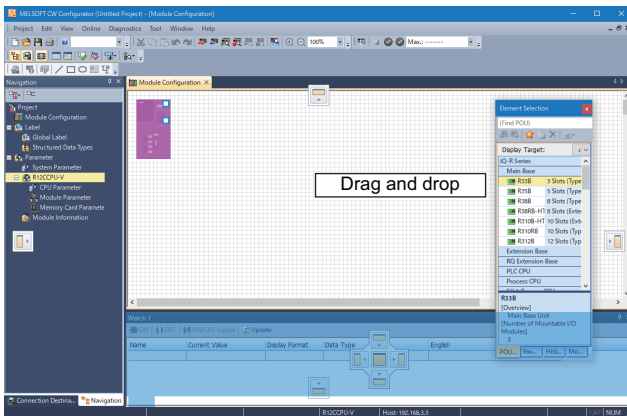 MELSOFT CW Configurator (Untitled Project) - [Module Configuration]
Project Edit View Online Diagnostics Tool Window Help
100%
Max.: --------
Navigation
Module Configuration
Project
Module Configuration
Label
Global Label
Structured Data Types
Parameter
System Parameter
R12CCPU-V
CPU Parameter
Module Parameter
Memory Card Paramete
Module Information
Drag and drop
Element Selection
(Find POU)
Display Target:
iQ-R Series
Main Base
R33B 3 Slots (Type
R35B 5 Slots (Type
R38B 8 Slots (Type
R38RB-HT 8 Slots (Exte
R310B-HT 10 Slots (Exte
R310RB 10 Slots (Type
R312B 12 Slots (Typ
Extension Base
RQ Extension Base
PLC CPU
Process CPU
R33B
[Overview]
Main Base Unit
[Number of Mountable I/O
Modules]
3
POU... Fav... Hist... Mo...
Watch 1
ON OFF ON/OFF toggle Update
Name Current Value Display Format Data Type English
Connection Destina... Navigation
R12CCPU-V Host-192.168.3.3 CAP NUM